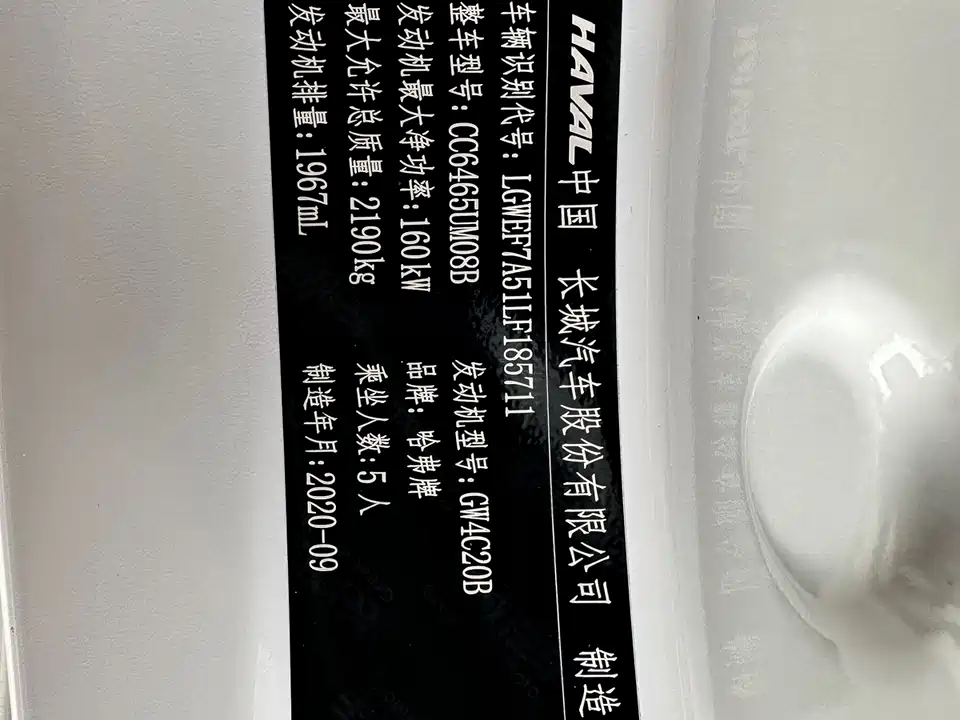 HAVAL 中国 长城汽车股份有限公司 制造
车辆识别代号: LGWEF7A51LF185711
整车型号: CC6465UM08B 发动机型号: GW4C20B
发动机最大净功率: 160kW 品牌: 哈弗牌
最大允许总质量: 2190kg 乘坐人数: 5 人
发动机排量: 1967mL 制造年月: 2020-09